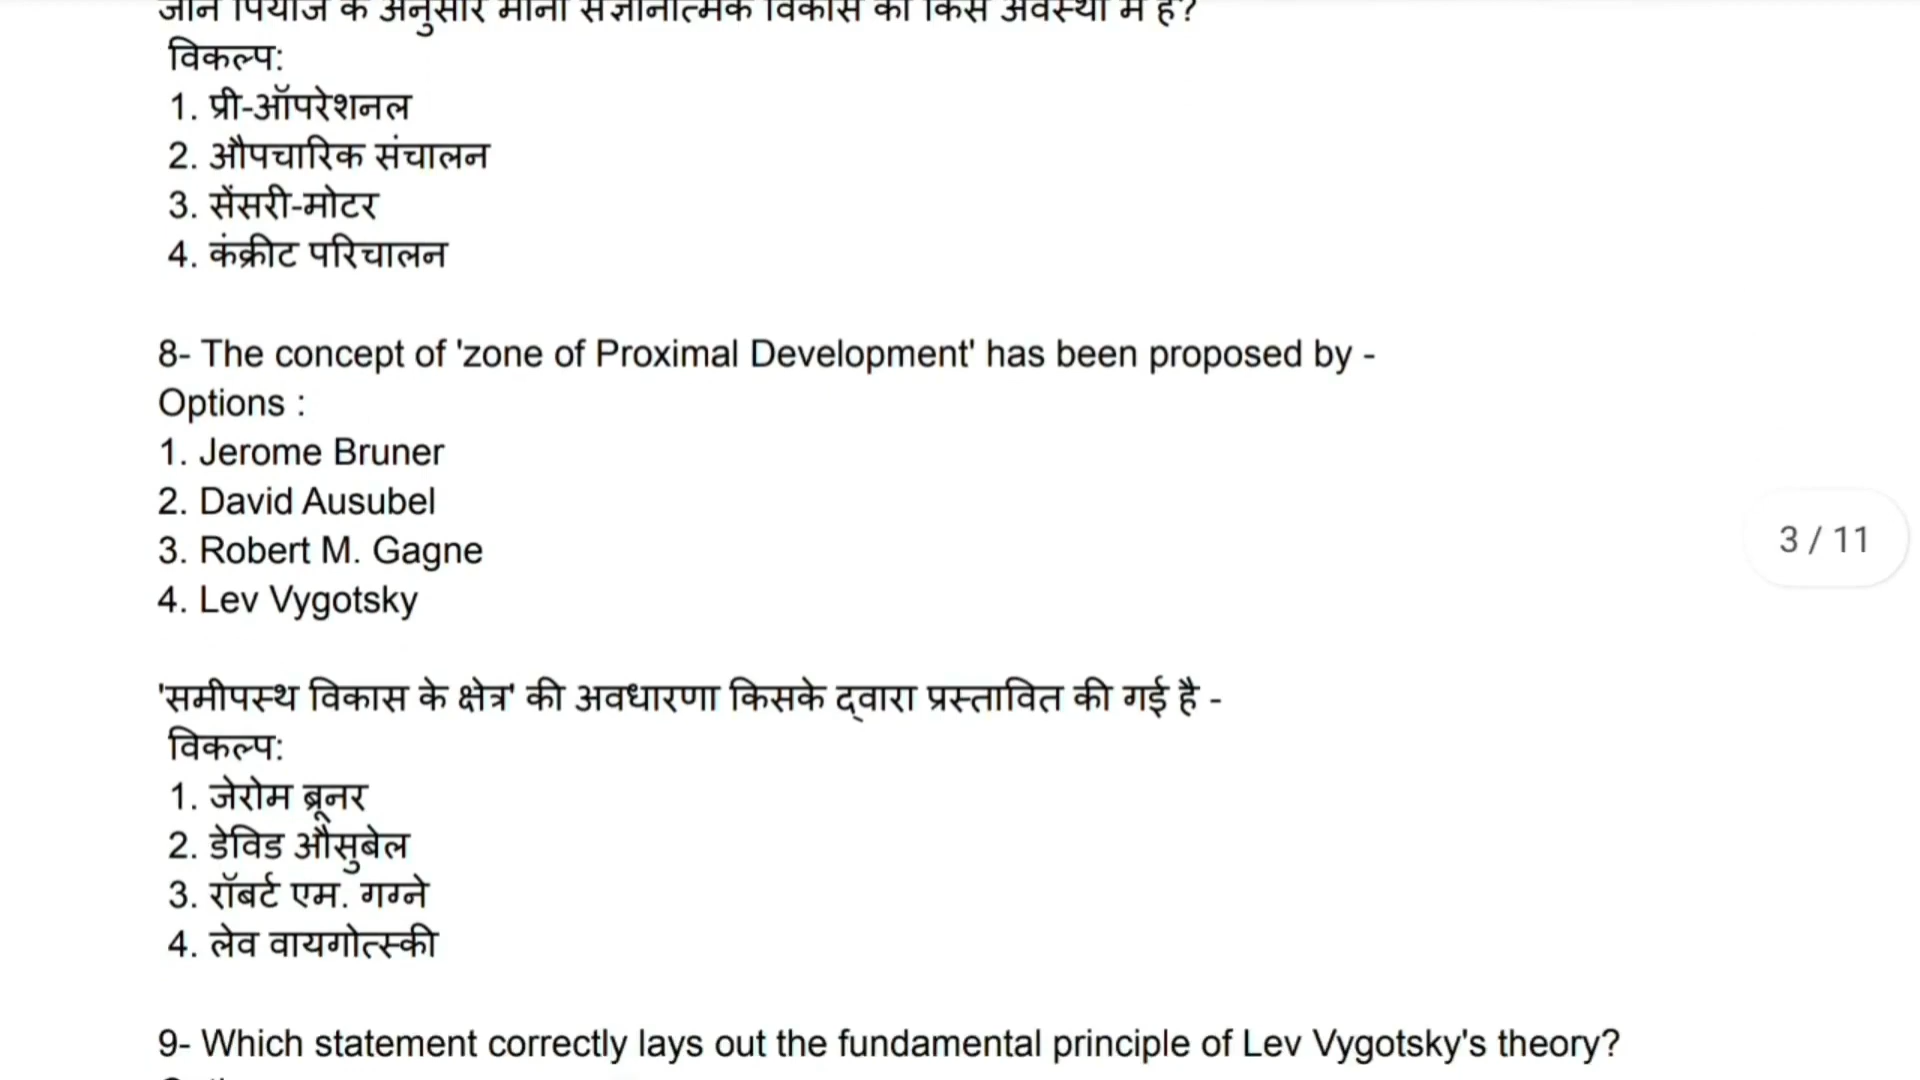 जीन पियाजे के अनुसार मीना संज्ञानात्मक विकास की किस अवस्था में है?
विकल्प:
1. प्री-ऑपरेशनल
2. औपचारिक संचालन
3. सेंसरी-मोटर
4. कंक्रीट परिचालन
8- The concept of 'zone of Proximal Development' has been proposed by -
Options :
1. Jerome Bruner
2. David Ausubel
3. Robert M. Gagne
4. Lev Vygotsky
3 / 11
'समीपस्थ विकास के क्षेत्र' की अवधारणा किसके द्वारा प्रस्तावित की गई है -
विकल्प:
1. जेरोम ब्रूनर
2. डेविड औसुबेल
3. रॉबर्ट एम. गग्ने
4. लेव वायगोत्स्की
9- Which statement correctly lays out the fundamental principle of Lev Vygotsky's theory?